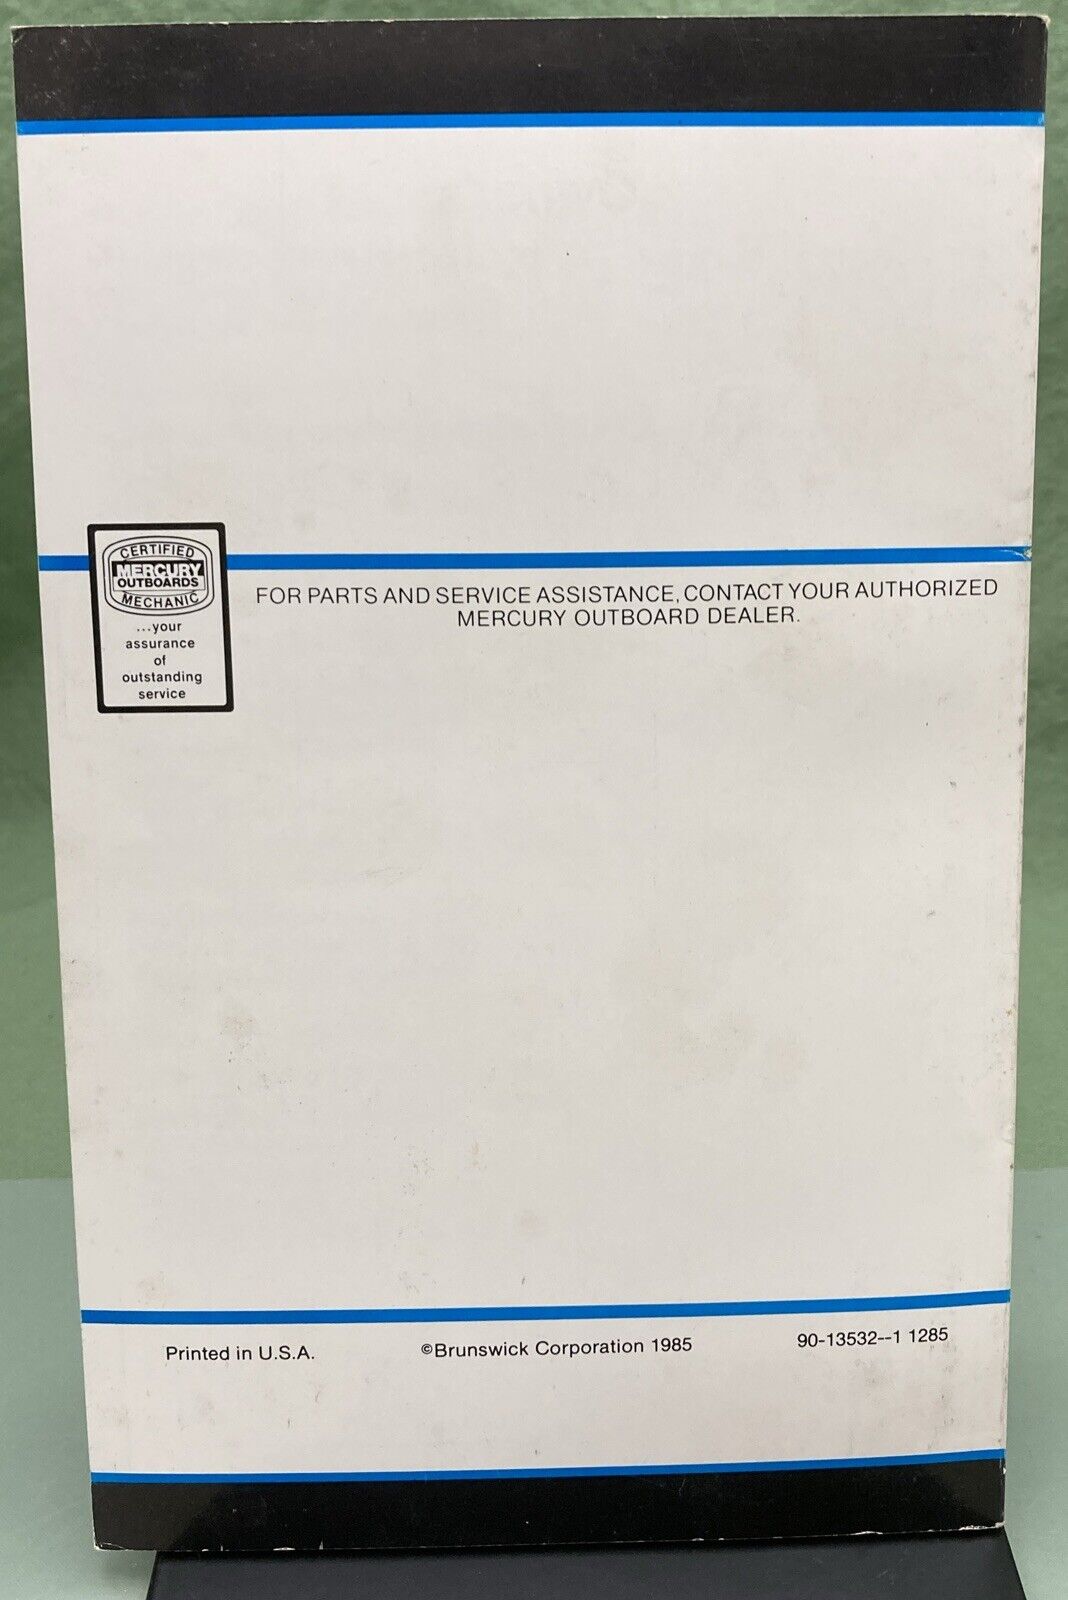 CERTIFIED
MERCURY
OUTBOARDS
MECHANIC
...your
assurance
of
outstanding
service
FOR PARTS AND SERVICE ASSISTANCE, CONTACT YOUR AUTHORIZED
MERCURY OUTBOARD DEALER.
Printed in U.S.A.
©Brunswick Corporation 1985
90-13532--1 1285